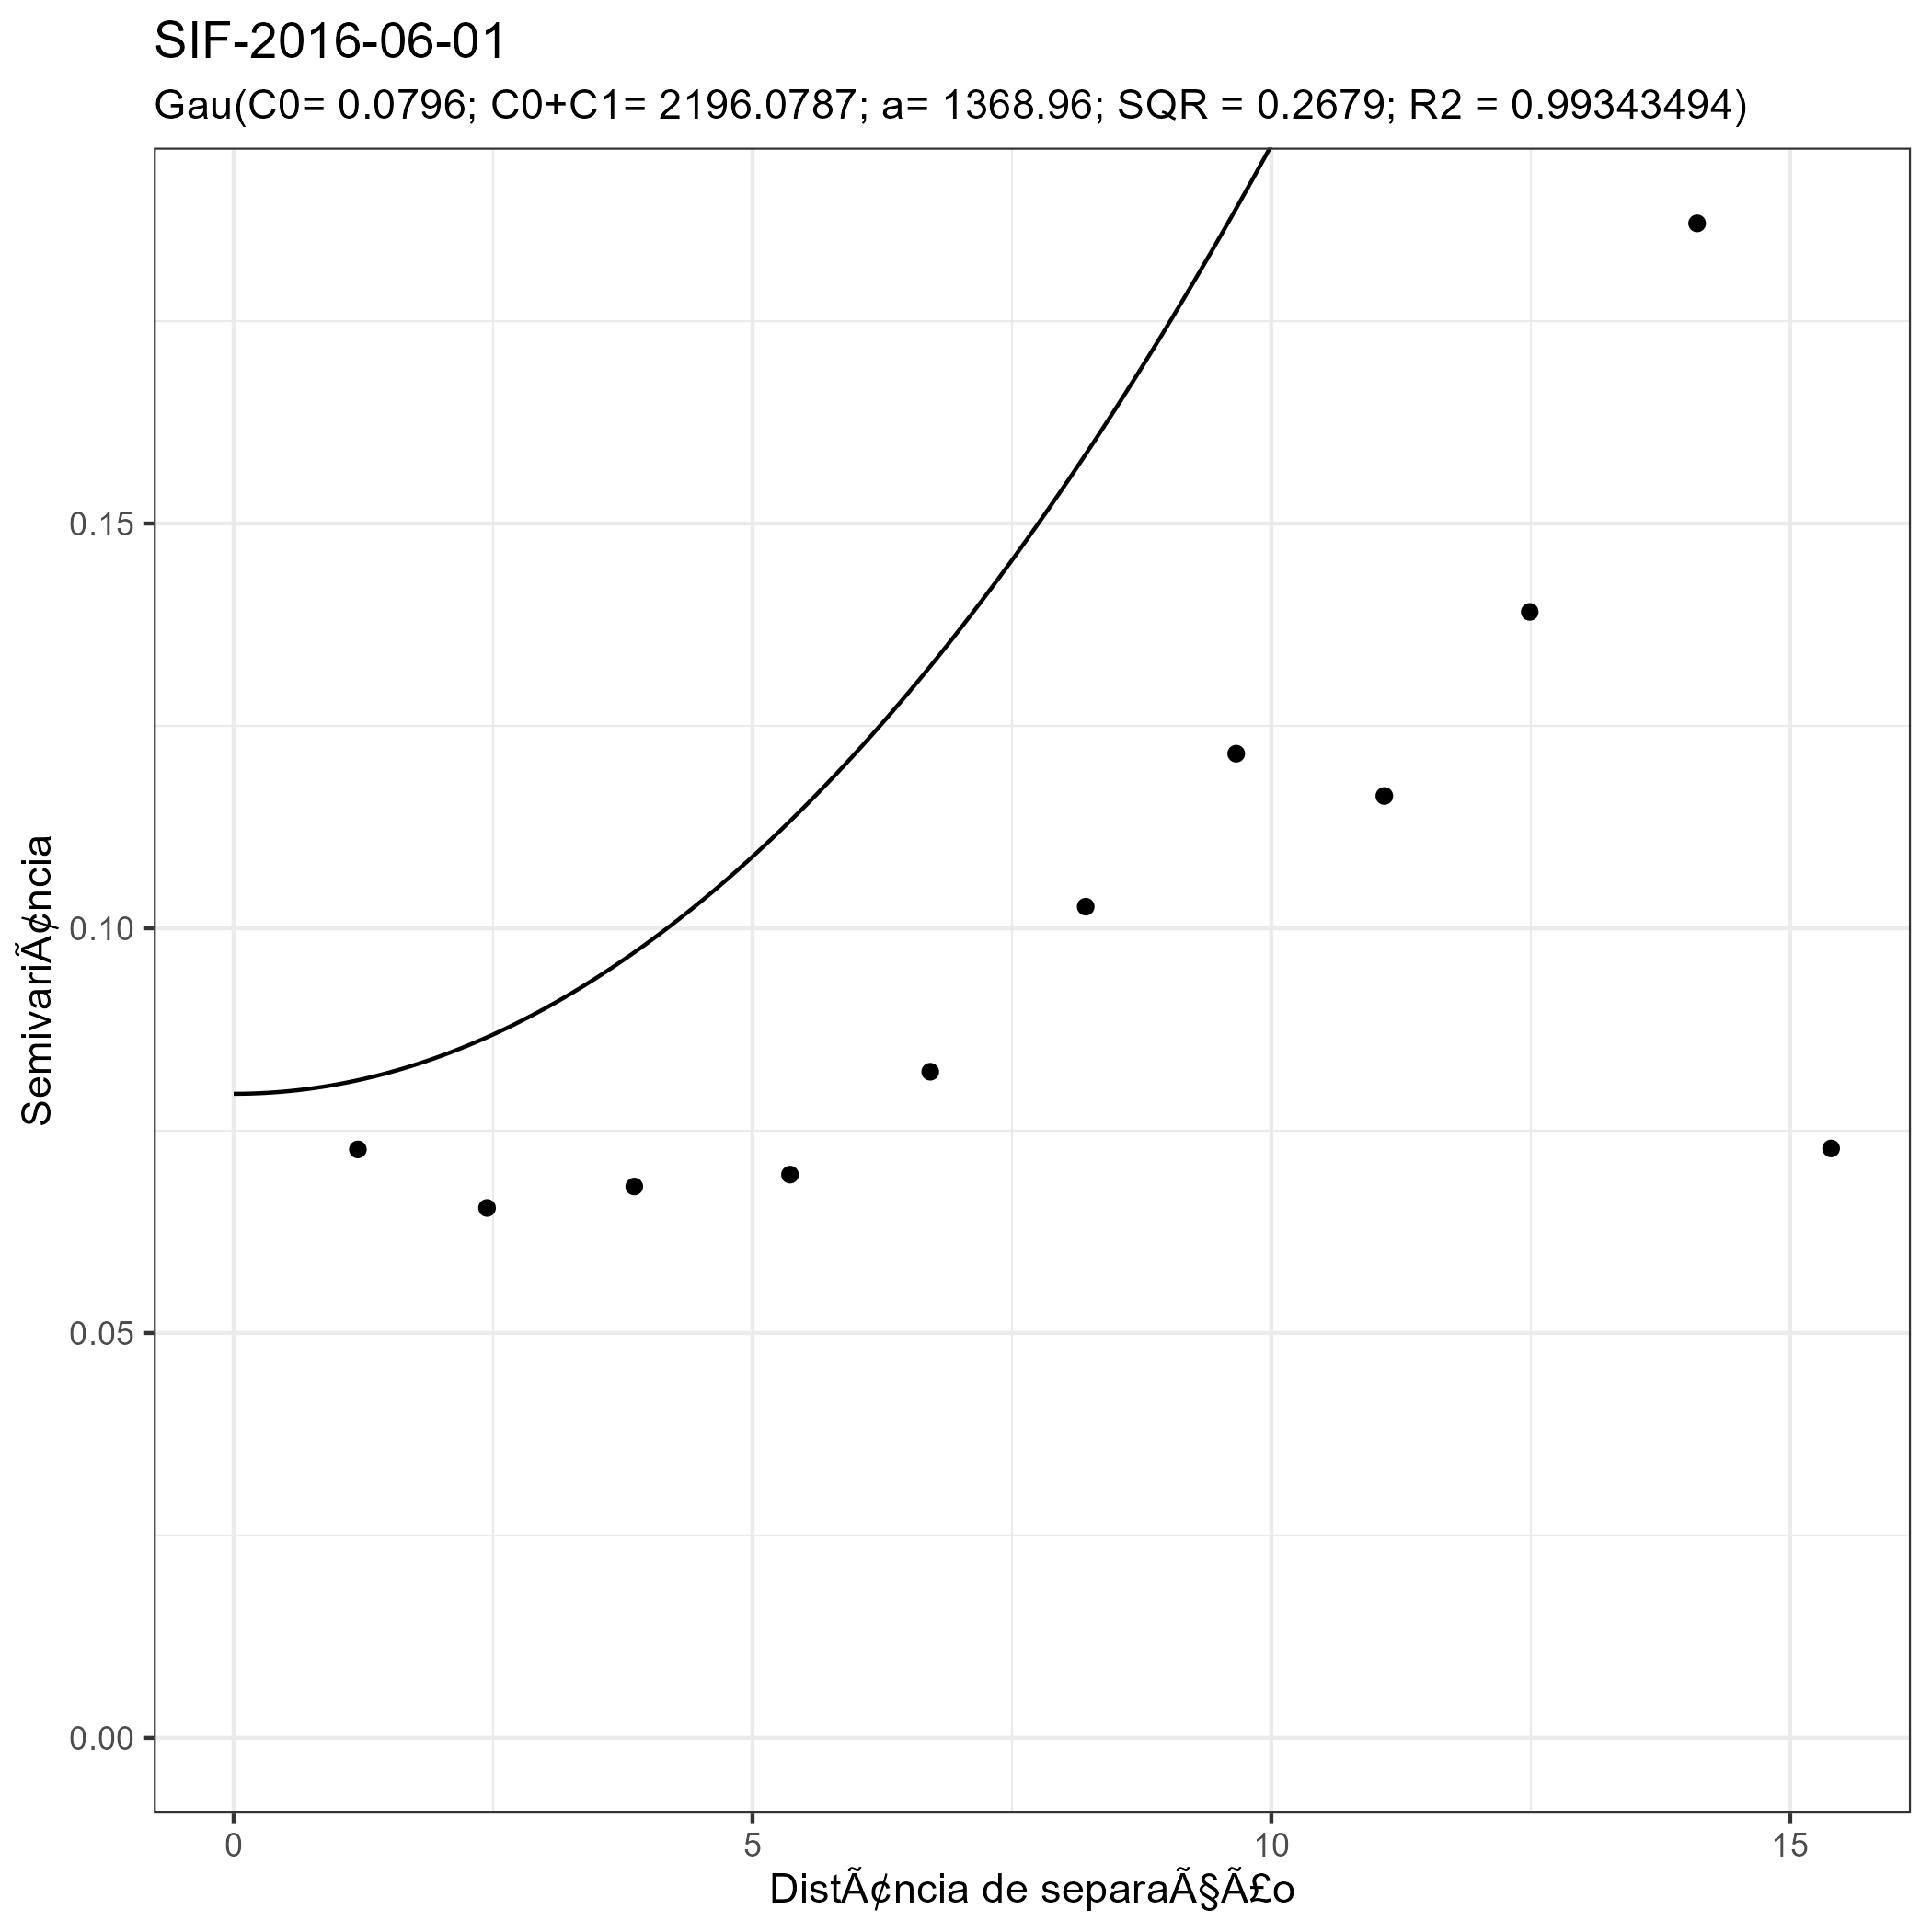 SIF-2016-06-01
Gau(C0= 0.0796; C0+C1= 2196.0787; a= 1368.96; SQR = 0.2679; R2 = 0.99343494)
SemivariÃ¢ncia
0.15
0.10
0.05
0.00
0 5 10 15
DistÃ¢ncia de separaÃ§Ã£o